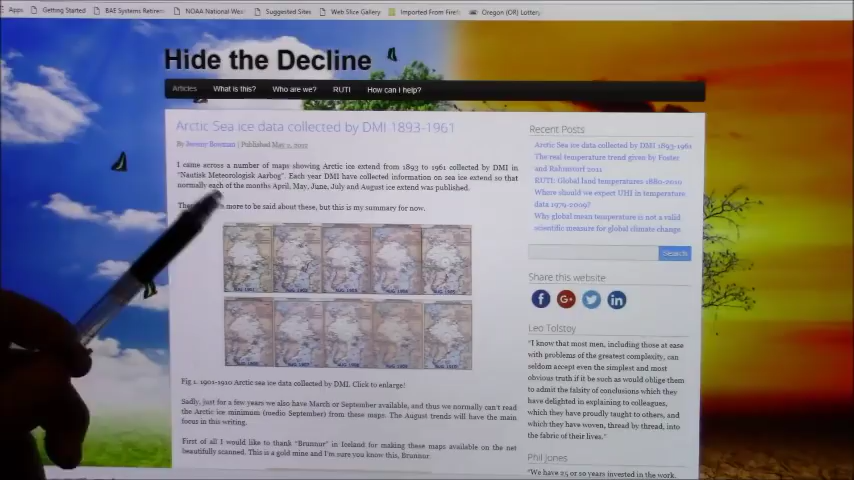 Apps Getting Started BAE Systems Retirem NOAA National Wea Suggested Sites Web Slice Gallery Imported From Firef Oregon (OR) Lottery
Hide the Decline
Articles What is this? Who are we? RUTI How can I help?
Arctic Sea ice data collected by DMI 1893-1961
By | Published May 2, 2012
I came across a number of maps showing Arctic ice extend from 1893 to 1961 collected by DMI in
"Nautisk Meteorologisk Aarbog". Each year DMI have collected information on sea ice extend so that
normally each of the months April, May, June, July and August ice extend was published.
more to be said about these, but this is my summary for now.
Fig 1. 1901-1910 Arctic sea ice data collected by DMI. Click to enlarge!
Sadly, just for a few years we also have March or September available, and thus we normally can't read
the Arctic ice minimum (medio September) from these maps. The August trends will have the main
focus in this writing.
First of all I would like to thank "Brunnur" in Iceland for making these maps available on the net
beautifully scanned. This is a gold mine and I'm sure you know this, Brunnur
Recent Posts
Arctic Sea ice data collected by DMI 1893-1961
The real temperature trend given by Foster
and Rahmstorf 2011
RUTI: Global land temperatures 1880-2010
Where should we expect UHI in temperature
data 1979-2009?
Why global mean temperature is not a valid
scientific measure for global climate change.
Search
Share this website
Leo Tolstoy
"I know that most men, including those at ease
with problems of the greatest complexity, can
seldom accept even the simplest and most
obvious truth if it be such as would oblige them
to admit the falsity of conclusions which they
have delighted in explaining to colleagues,
which they have proudly taught to others, and
which they have woven, thread by thread, into
the fabric of their lives."
Phil Jones
"We have 25 or so years invested in the work.